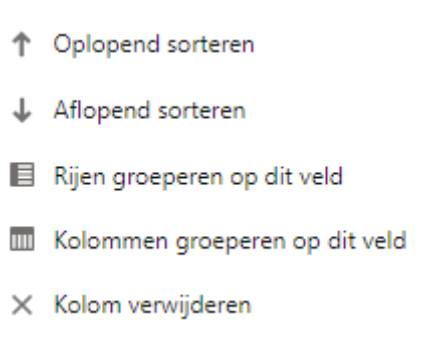 Oplopend sorteren
Aflopend sorteren
Rijen groeperen op dit veld
Kolommen groeperen op dit veld
Kolom verwijderen